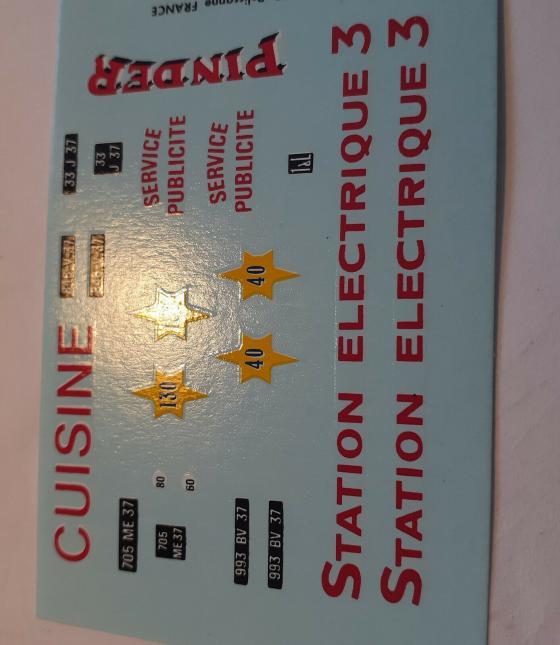 FRANCE
PINDER
33 J 37
33
J 37
SERVICE
PUBLICITE
SERVICE
PUBLICITE
CUISINE
130
40
40
80
60
705 ME 37
705
ME 37
993 BV 37
993 BV 37
STATION ELECTRIQUE 3
STATION ELECTRIQUE 3